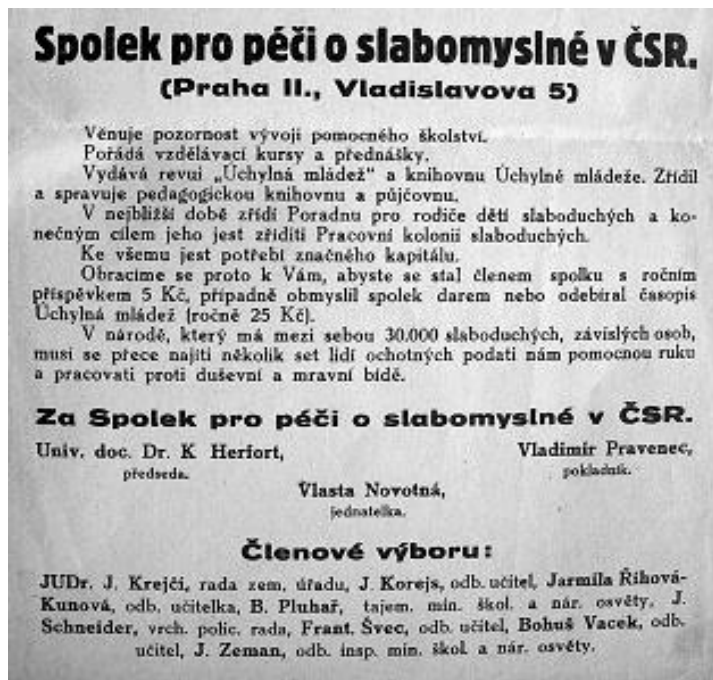 Spolek pro péči o slabomyslné v ČSR.
(Praha II., Vladislavova 5)
Věnuje pozornost vývoji pomocného školství.
Pořádá vzdělávací kursy a přednášky.
Vydává revui „Úchylná mládež“ a knihovnu Úchylné mládeže. Zřídil
a spravuje pedagogickou knihovnu a půjčovnu.
V nejbližší době zřídí Poradnu pro rodiče dětí slaboduchých a ko-
nečným cílem jeho jest zříditi Pracovní kolonii slaboduchých.
Ke všemu jest potřebí značného kapitálu.
Obracíme se proto k Vám, abyste se stal členem spolku s ročním
příspěvkem 5 Kč, případně obmyslil spolek darem nebo odebíral časopis
Úchylná mládež (ročně 25 Kč).
V národě, který má mezi sebou 30.000 slaboduchých, závislých osob,
musí se přece najíti několik set lidí ochotných podati nám pomocnou ruku
a pracovati proti duševní a mravní bídě.
Za Spolek pro péči o slabomyslné v ČSR.
Univ. doc. Dr. K Herfort, Vladimír Pravenec,
předseda. pokladník.
Vlasta Novotná,
jednatelka.
Členové výboru:
JUDr. J. Krejčí, rada zem. úřadu, J. Korejs, odb. učitel, Jarmila Říhová-
Kunová, odb. učitelka, B. Pluhař, tajem. min. škol. a nár. osvěty, J.
Schneider, vrch. polic. rada, Frant. Švec, odb. učitel, Bohuš Vacek, odb.
učitel, J. Zeman, odb. insp. min. škol. a nár. osvěty.